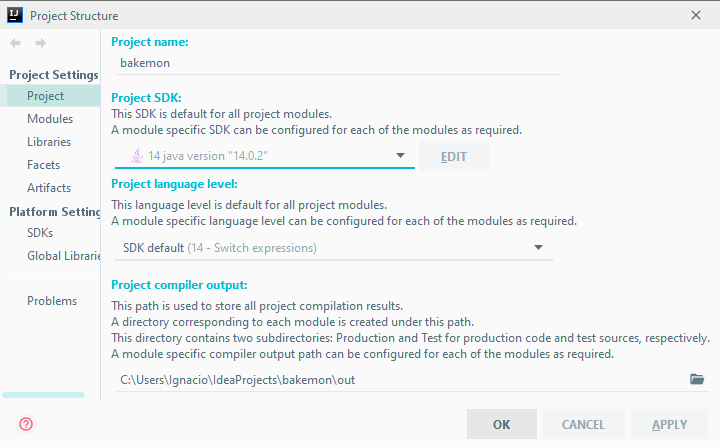 IJ
Project Structure
Project Settings
Project
Modules
Libraries
Facets
Artifacts
Platform Setting
SDKs
Global Librarie
Problems
Project name:
bakemon
Project SDK:
This SDK is default for all project modules.
A module specific SDK can be configured for each of the modules as required.
14 java version "14.0.2"
EDIT
Project language level:
This language level is default for all project modules.
A module specific language level can be configured for each of the modules as required.
SDK default (14 - Switch expressions)
Project compiler output:
This path is used to store all project compilation results.
A directory corresponding to each module is created under this path.
This directory contains two subdirectories: Production and Test for production code and test sources, respectively.
A module specific compiler output path can be configured for each of the modules as required.
C:\Users\Ignacio\IdeaProjects\bakemon\out
?
OK
CANCEL
APPLY